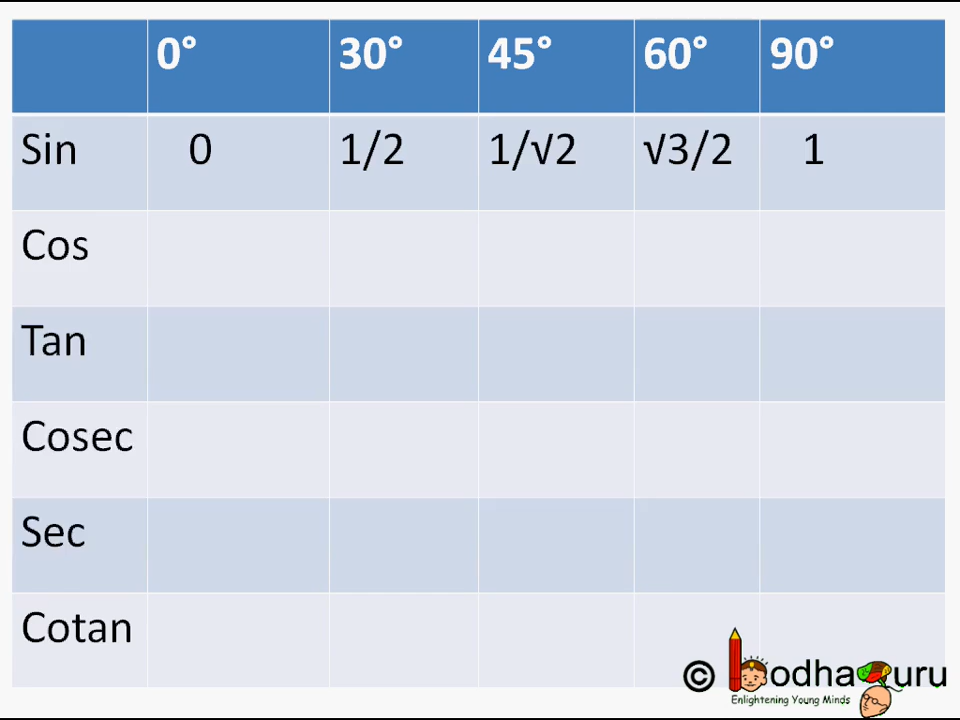 0° 30° 45° 60° 90°
Sin 0 1/2 1/√2 √3/2 1
Cos
Tan
Cosec
Sec
Cotan
© BodhaGuru
Enlightening Young Minds